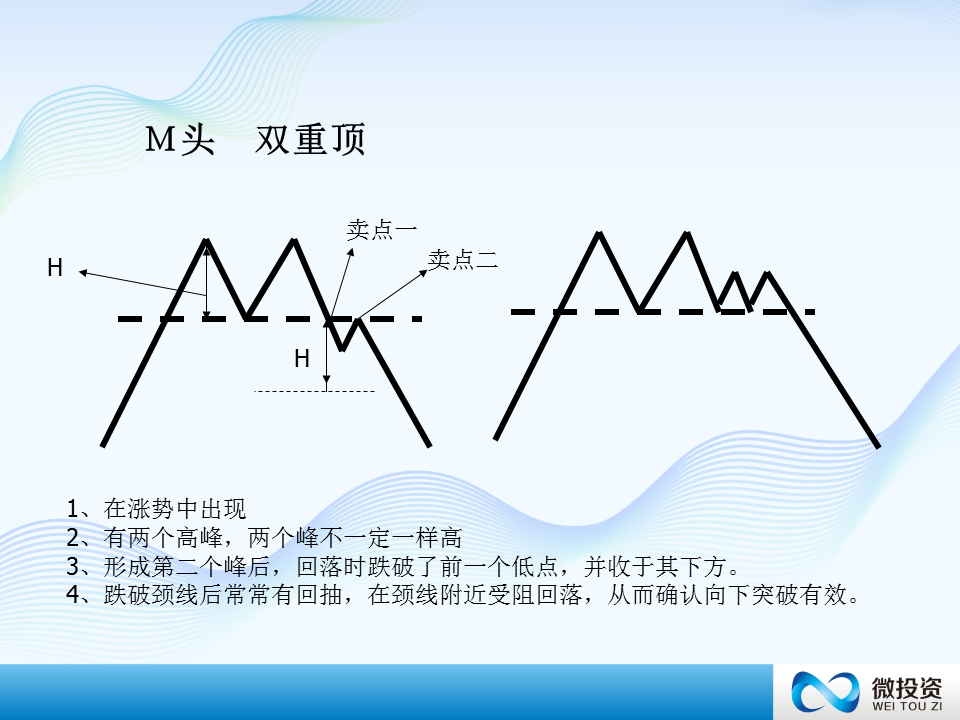 M头 双重顶
卖点一
卖点二
H
H
1、在涨势中出现
2、有两个高峰，两个峰不一定一样高
3、形成第二个峰后，回落时跌破了前一个低点，并收于其下方。
4、跌破颈线后常常有回抽，在颈线附近受阻回落，从而确认向下突破有效。
微投资
WEI TOU ZI